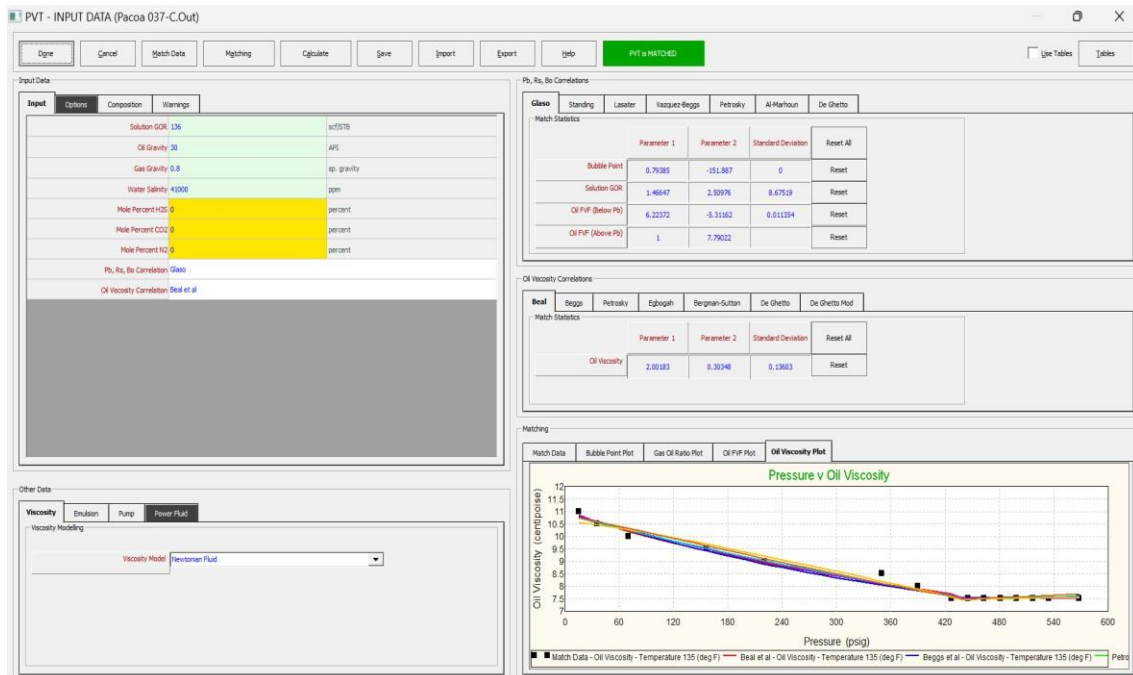 PVT - INPUT DATA (Pacoa 037-C.Out)
Done Cancel Match Data Matching Calculate Save Import Export Help PVT is MATCHED Use Tables Tables
Input Data
Input Options Composition Warnings
Solution GOR 136 scf/STB
Oil Gravity 30 API
Gas Gravity 0.8 sp. gravity
Water Salinity 41000 ppm
Mole Percent H2S 0 percent
Mole Percent CO2 0 percent
Mole Percent N2 0 percent
Pb, Rs, Bo Correlation Glaso
Oil Viscosity Correlation Beal et al
Other Data
Viscosity Emulsion Pump Power Fluid
Viscosity Modelling
Viscosity Model Newtonian Fluid
Pb, Rs, Bo Correlations
Glaso Standing Lasater Vazquez-Beggs Petrosky Al-Marhoun De Ghetto
Match Statistics
Parameter 1 Parameter 2 Standard Deviation Reset All
Bubble Point 0.79385 -151.887 0 Reset
Solution GOR 1.46647 2.50976 8.67519 Reset
Oil FVF (Below Pb) 6.22372 -5.31162 0.011354 Reset
Oil FVF (Above Pb) 1 7.79022 Reset
Oil Viscosity Correlations
Beal Beggs Petrosky Egbogah Bergman-Sutton De Ghetto De Ghetto Mod
Match Statistics
Parameter 1 Parameter 2 Standard Deviation Reset All
Oil Viscosity 2.00183 0.30348 0.13603 Reset
Matching
Match Data Bubble Point Plot Gas Oil Ratio Plot Oil FVF Plot Oil Viscosity Plot
Pressure v Oil Viscosity
Oil Viscosity (centipoise)
12
11.5
11
10.5
10
9.5
9
8.5
8
7.5
7
0 60 120 180 240 300 360 420 480 540 600
Pressure (psig)
Match Data - Oil Viscosity - Temperature 135 (deg F) Beal et al - Oil Viscosity - Temperature 135 (deg F) Beggs et al - Oil Viscosity - Temperature 135 (deg F) Petro